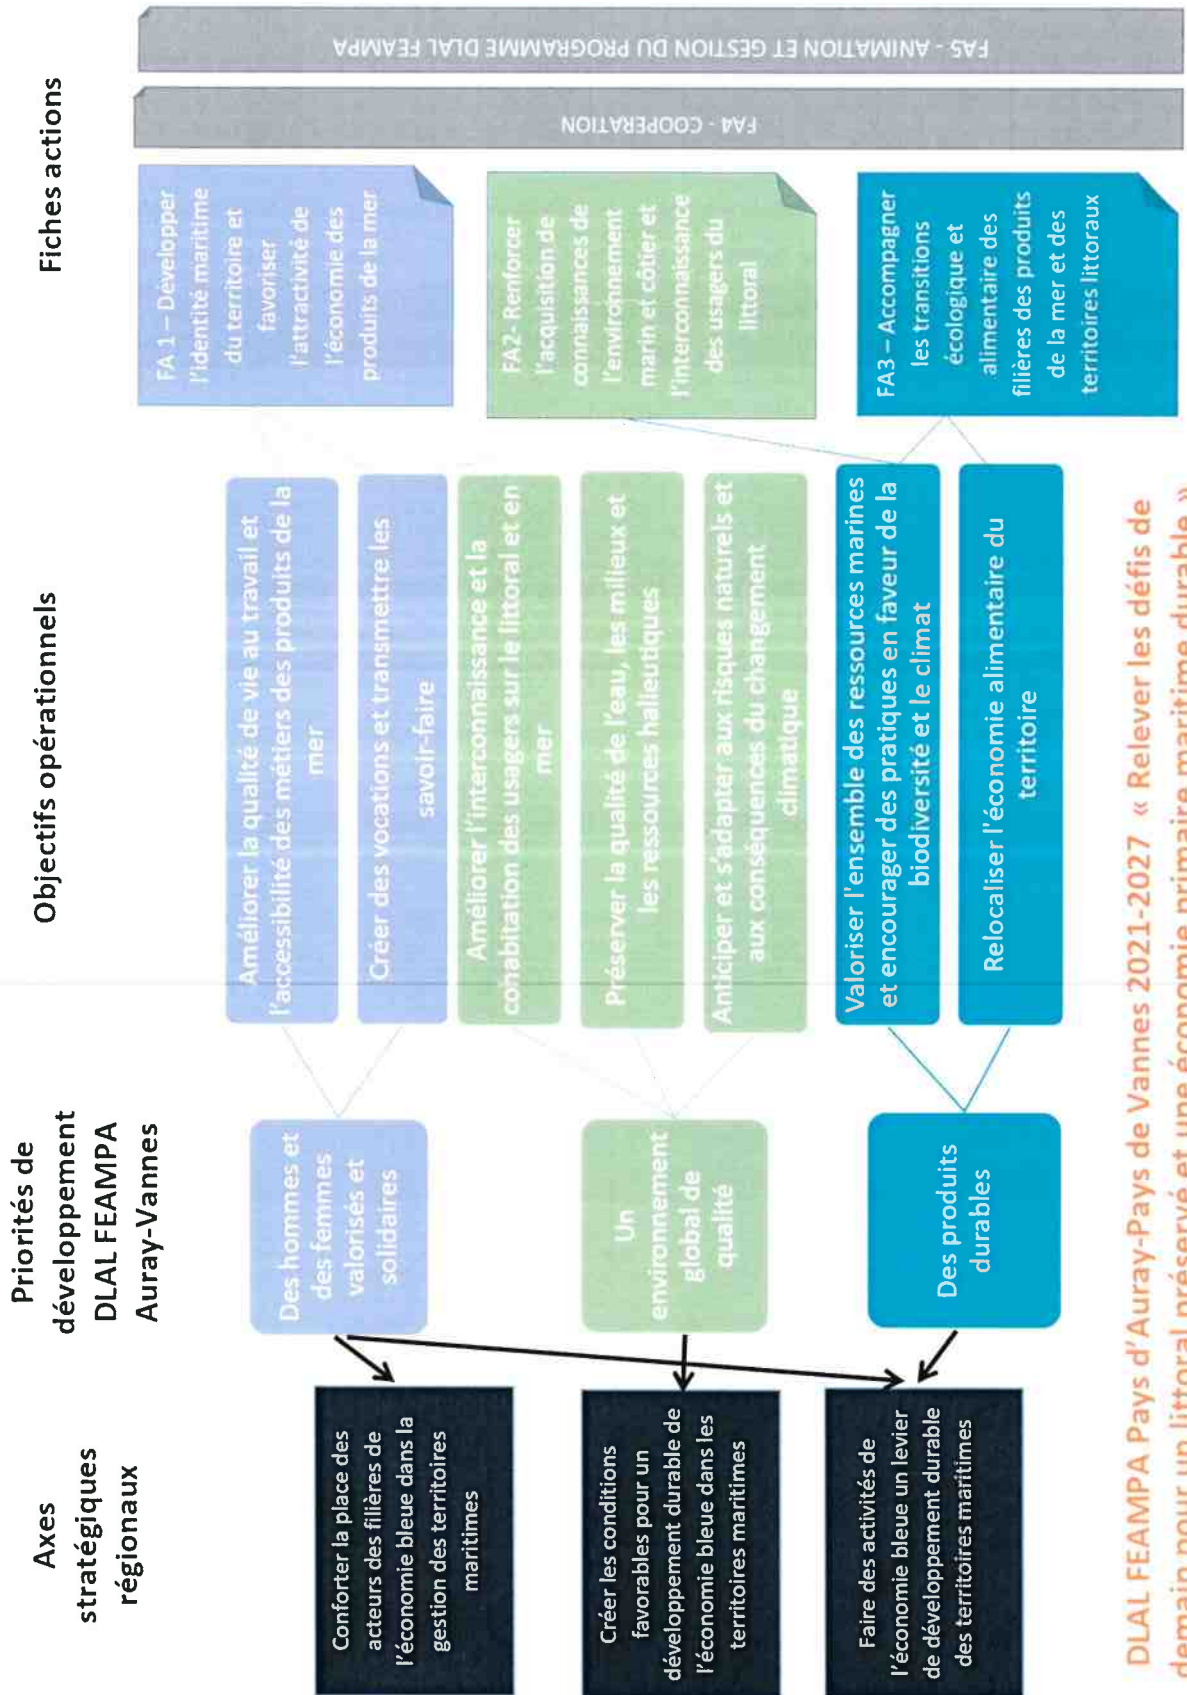 Axes
stratégiques
régionaux
Priorités de
développement
DLAL FEAMPA
Auray-Vannes
Objectifs opérationnels
Fiches actions
Conforter la place des
acteurs des filières de
l'économie bleue dans la
gestion des territoires
maritimes
Créer les conditions
favorables pour un
développement durable de
l'économie bleue dans les
territoires maritimes
Faire des activités de
l'économie bleue un levier
de développement durable
des territoires maritimes
Des hommes et
des femmes
valorisés et
solidaires
Un
environnement
global de
qualité
Des produits
durables
Améliorer la qualité de vie au travail et
l'accessibilité des métiers des produits de la
mer
Créer des vocations et transmettre les
savoir-faire
Améliorer l'interconnaissance et la
cohabitation des usagers sur le littoral et en
mer
Préserver la qualité de l'eau, les milieux et
les ressources halieutiques
Anticiper et s'adapter aux risques naturels et
aux conséquences du changement
climatique
Valoriser l'ensemble des ressources marines
et encourager des pratiques en faveur de la
biodiversité et le climat
Relocaliser l'économie alimentaire du
territoire
FA 1 – Développer
l'identité maritime
du territoire et
favoriser
l'attractivité de
l'économie des
produits de la mer
FA2- Renforcer
l'acquisition de
connaissances de
l'environnement
marin et côtier et
l'interconnaissance
des usagers du
littoral
FA3 – Accompagner
les transitions
écologique et
alimentaire des
filières des produits
de la mer et des
territoires littoraux
FA4 - COOPERATION
FA5 - ANIMATION ET GESTION DU PROGRAMME DLAL FEAMPA
DLAL FEAMPA Pays d'Auray-Pays de Vannes 2021-2027 « Relever les défis de
demain pour un littoral préservé et une économie primaire maritime durable »